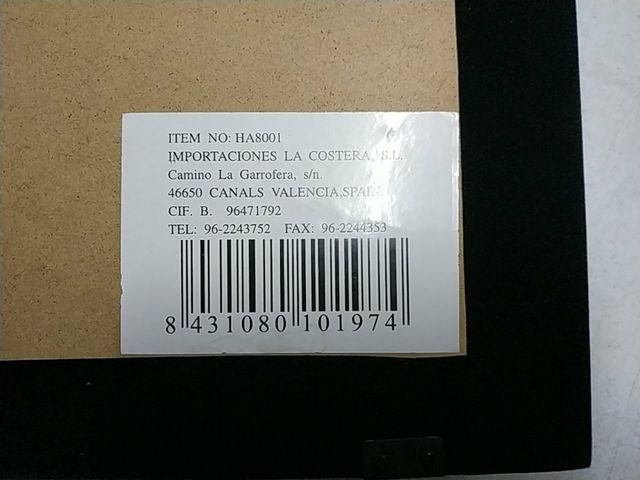 ITEM NO: HA8001
IMPORTACIONES LA COSTERA, S.L.
Camino La Garrofera, s/n.
46650 CANALS VALENCIA,SPAIN
CIF. B. 96471792
TEL: 96-2243752 FAX: 96-2244353
8 431080 101974